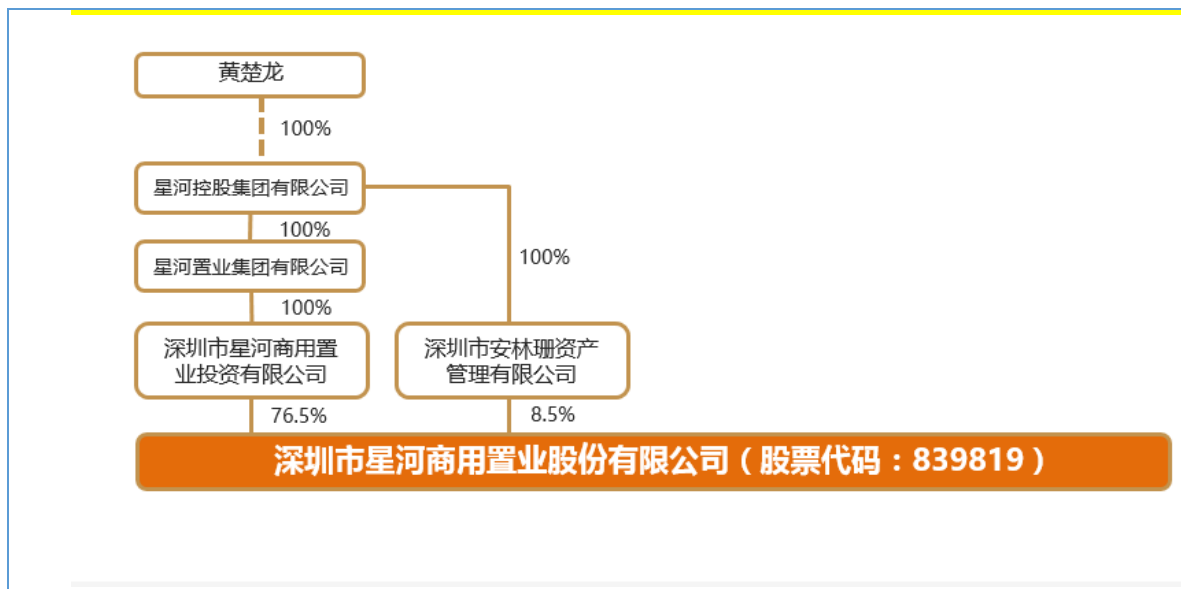 黄楚龙
100%
星河控股集团有限公司
100%
星河置业集团有限公司
100%
100%
深圳市星河商用置
业投资有限公司
深圳市安林珊资产
管理有限公司
76.5%
8.5%
深圳市星河商用置业股份有限公司（股票代码：839819）